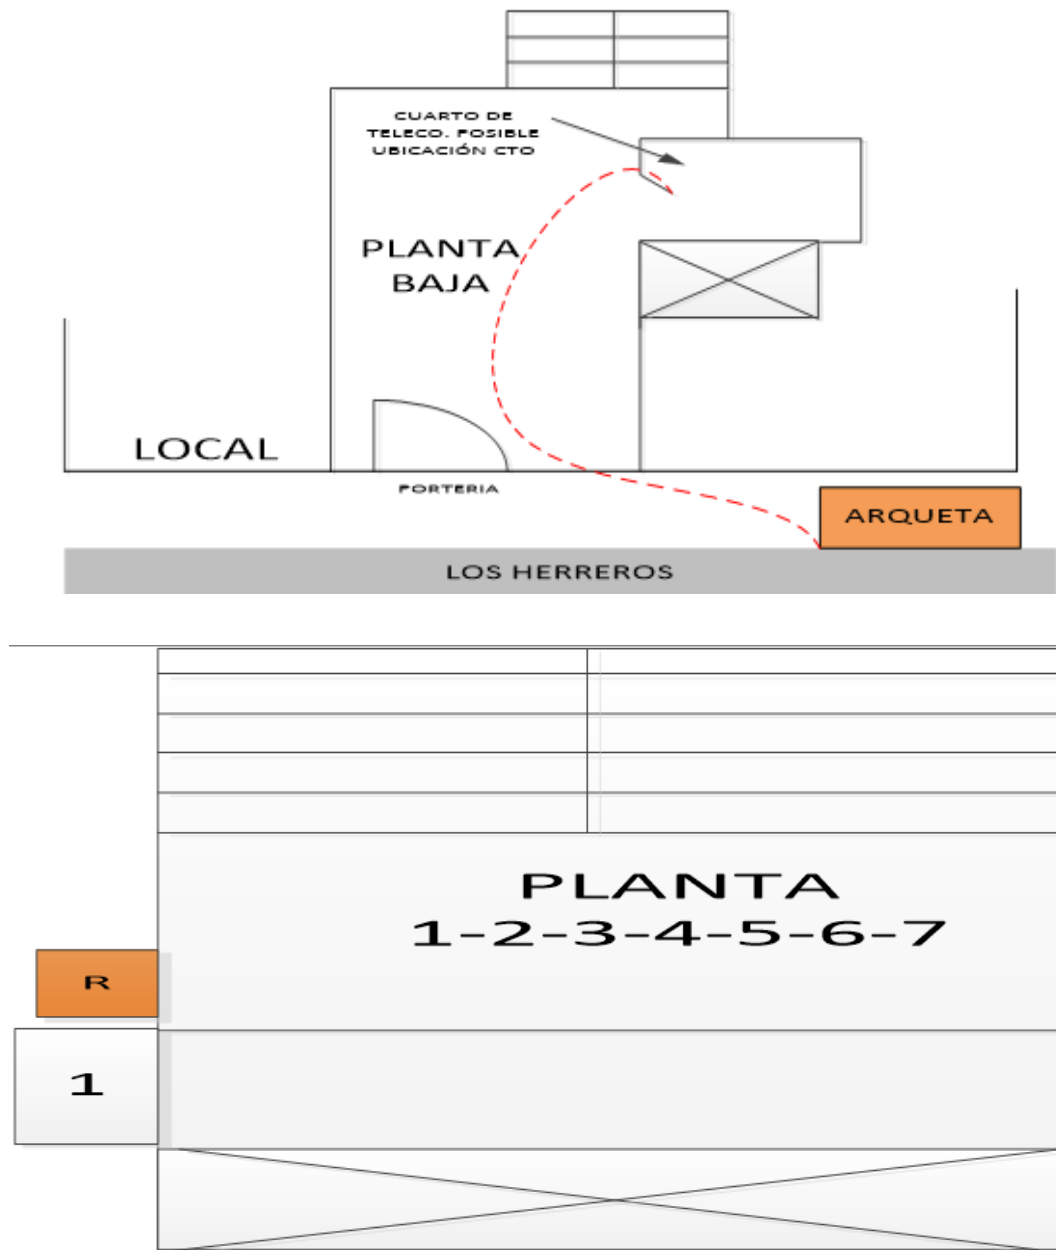 CUARTO DE
TELECO. POSIBLE
UBICACIÓN CTO
PLANTA
BAJA
LOCAL
PORTERIA
ARQUETA
LOS HERREROS
PLANTA
1-2-3-4-5-6-7
R
1